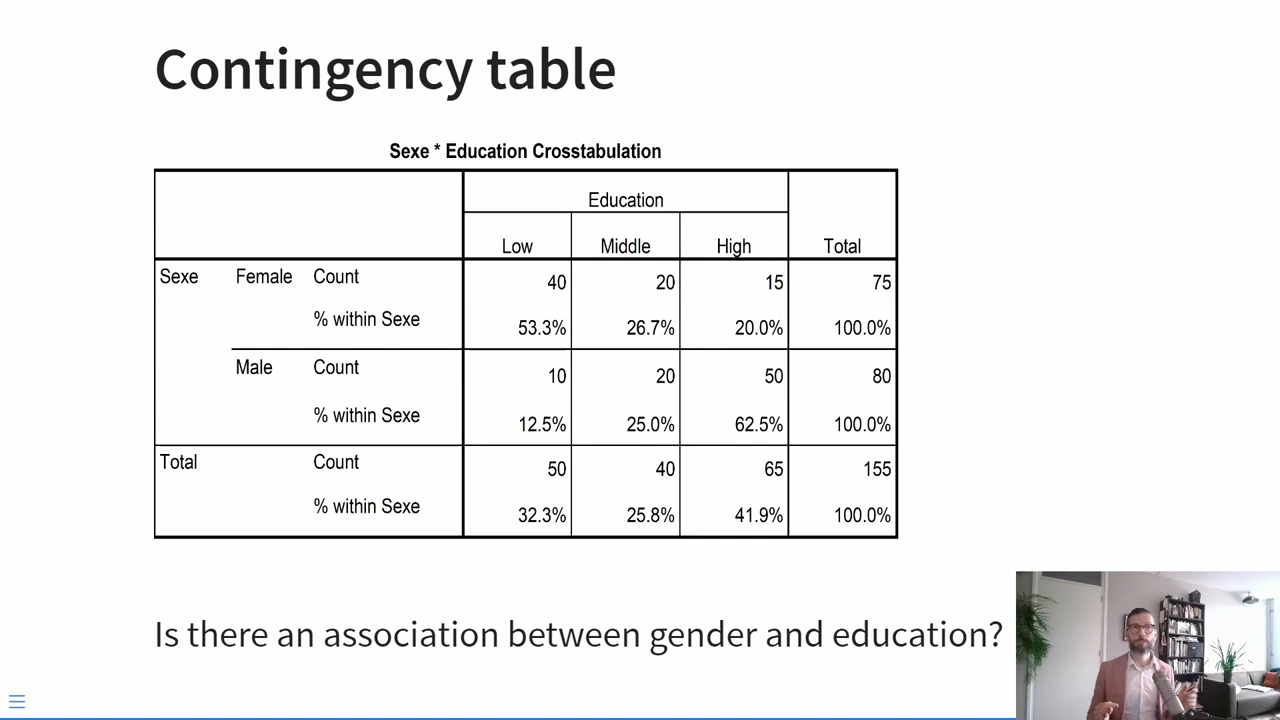 Contingency table
Sexe * Education Crosstabulation
Education
Low Middle High Total
Sexe Female Count 40 20 15 75
% within Sexe 53.3% 26.7% 20.0% 100.0%
Male Count 10 20 50 80
% within Sexe 12.5% 25.0% 62.5% 100.0%
Total Count 50 40 65 155
% within Sexe 32.3% 25.8% 41.9% 100.0%
Is there an association between gender and education?